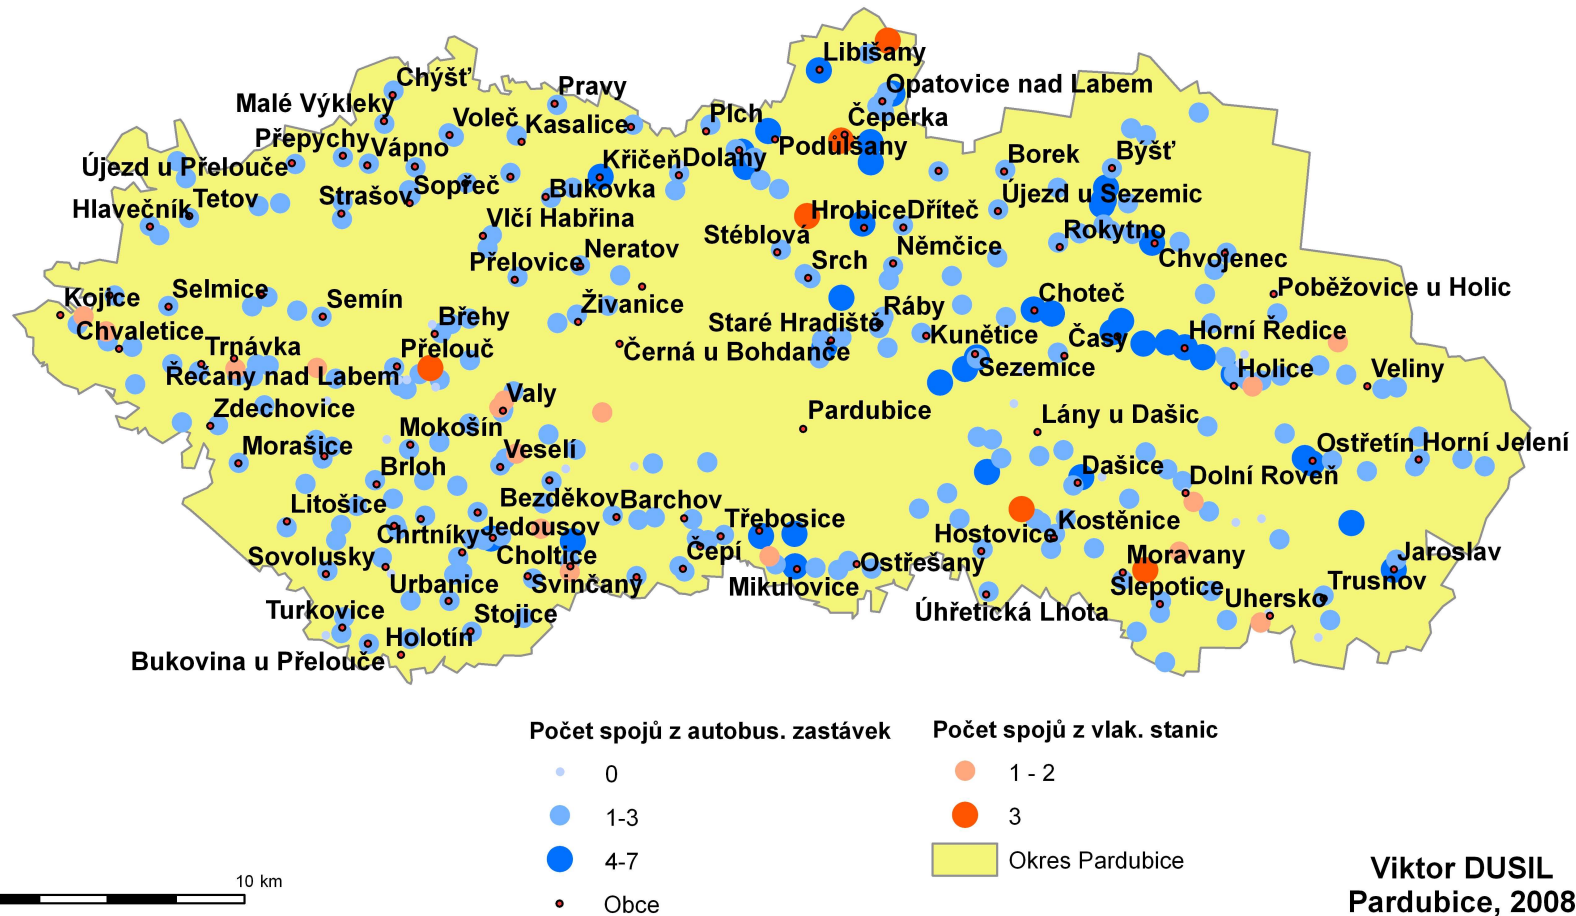 Libišany
Chýšť
Opatovice nad Labem
Pravy
Malé Výkleky
Plch
Čeperka
Voleč
Kasalice
Přepychy
Vápno
Podůlšany
Borek
Býšť
Křičeň
Dolany
Újezd u Přelouče
Sopřeč
Bukovka
Újezd u Sezemic
Tetov
Strašov
Hlavečník
Hrobice
Dříteč
Vlčí Habřina
Rokytno
Stéblová
Neratov
Němčice
Přelovice
Srch
Chvojenec
Kojice
Selmice
Semín
Živanice
Ráby
Choteč
Poběžovice u Holic
Břehy
Staré Hradiště
Chvaletice
Kunětice
Časy
Horní Ředice
Trnávka
Přelouč
Černá u Bohdanče
Sezemice
Holice
Veliny
Řečany nad Labem
Valy
Zdechovice
Pardubice
Lány u Dašic
Mokošín
Morašice
Veselí
Ostřetín
Horní Jelení
Brloh
Dašice
Dolní Roveň
Litošice
Bezděkov
Barchov
Chrtníky
Jedousov
Třebosice
Hostovice
Kostěnice
Sovolusky
Choltice
Čepí
Ostřešany
Moravany
Jaroslav
Urbanice
Svinčany
Mikulovice
Slepotice
Trusnov
Turkovice
Stojice
Úhřetická Lhota
Uhersko
Holotín
Bukovina u Přelouče
Počet spojů z autobus. zastávek
Počet spojů z vlak. stanic
0
1 - 2
1-3
3
4-7
Okres Pardubice
Obce
10 km
Viktor DUSIL
Pardubice, 2008